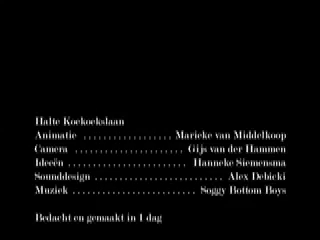 Halte Koekoekslaan
Animatie .................. Marieke van Middelkoop
Camera ...................... Gijs van der Hammen
Ideeën ........................ Hanneke Siemensma
Sounddesign .......................... Alex Debicki
Muziek ......................... Soggy Bottom Boys
Bedacht en gemaakt in 1 dag